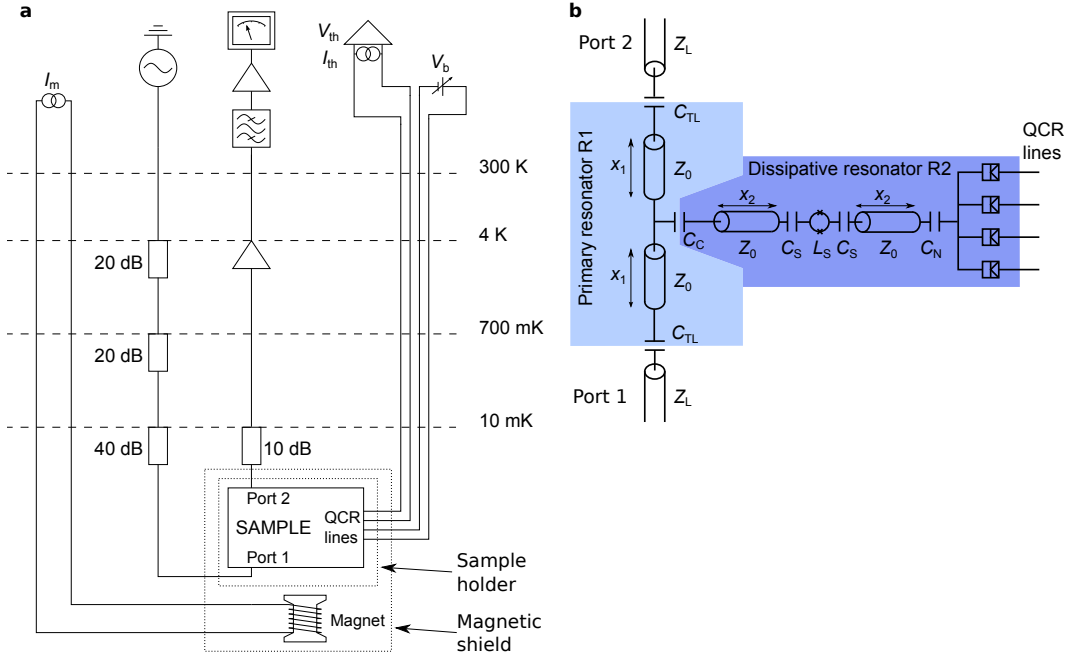 a
I_m
V_th
I_th
V_b
300 K
4 K
20 dB
700 mK
20 dB
10 mK
40 dB
10 dB
Port 2
SAMPLE
QCR
lines
Port 1
Sample
holder
Magnet
Magnetic
shield
b
Port 2
Z_L
C_TL
Primary resonator R1
x_1
Z_0
QCR
lines
Dissipative resonator R2
x_2
x_2
C_C
Z_0
C_S
L_S
C_S
Z_0
C_N
x_1
Z_0
C_TL
Port 1
Z_L